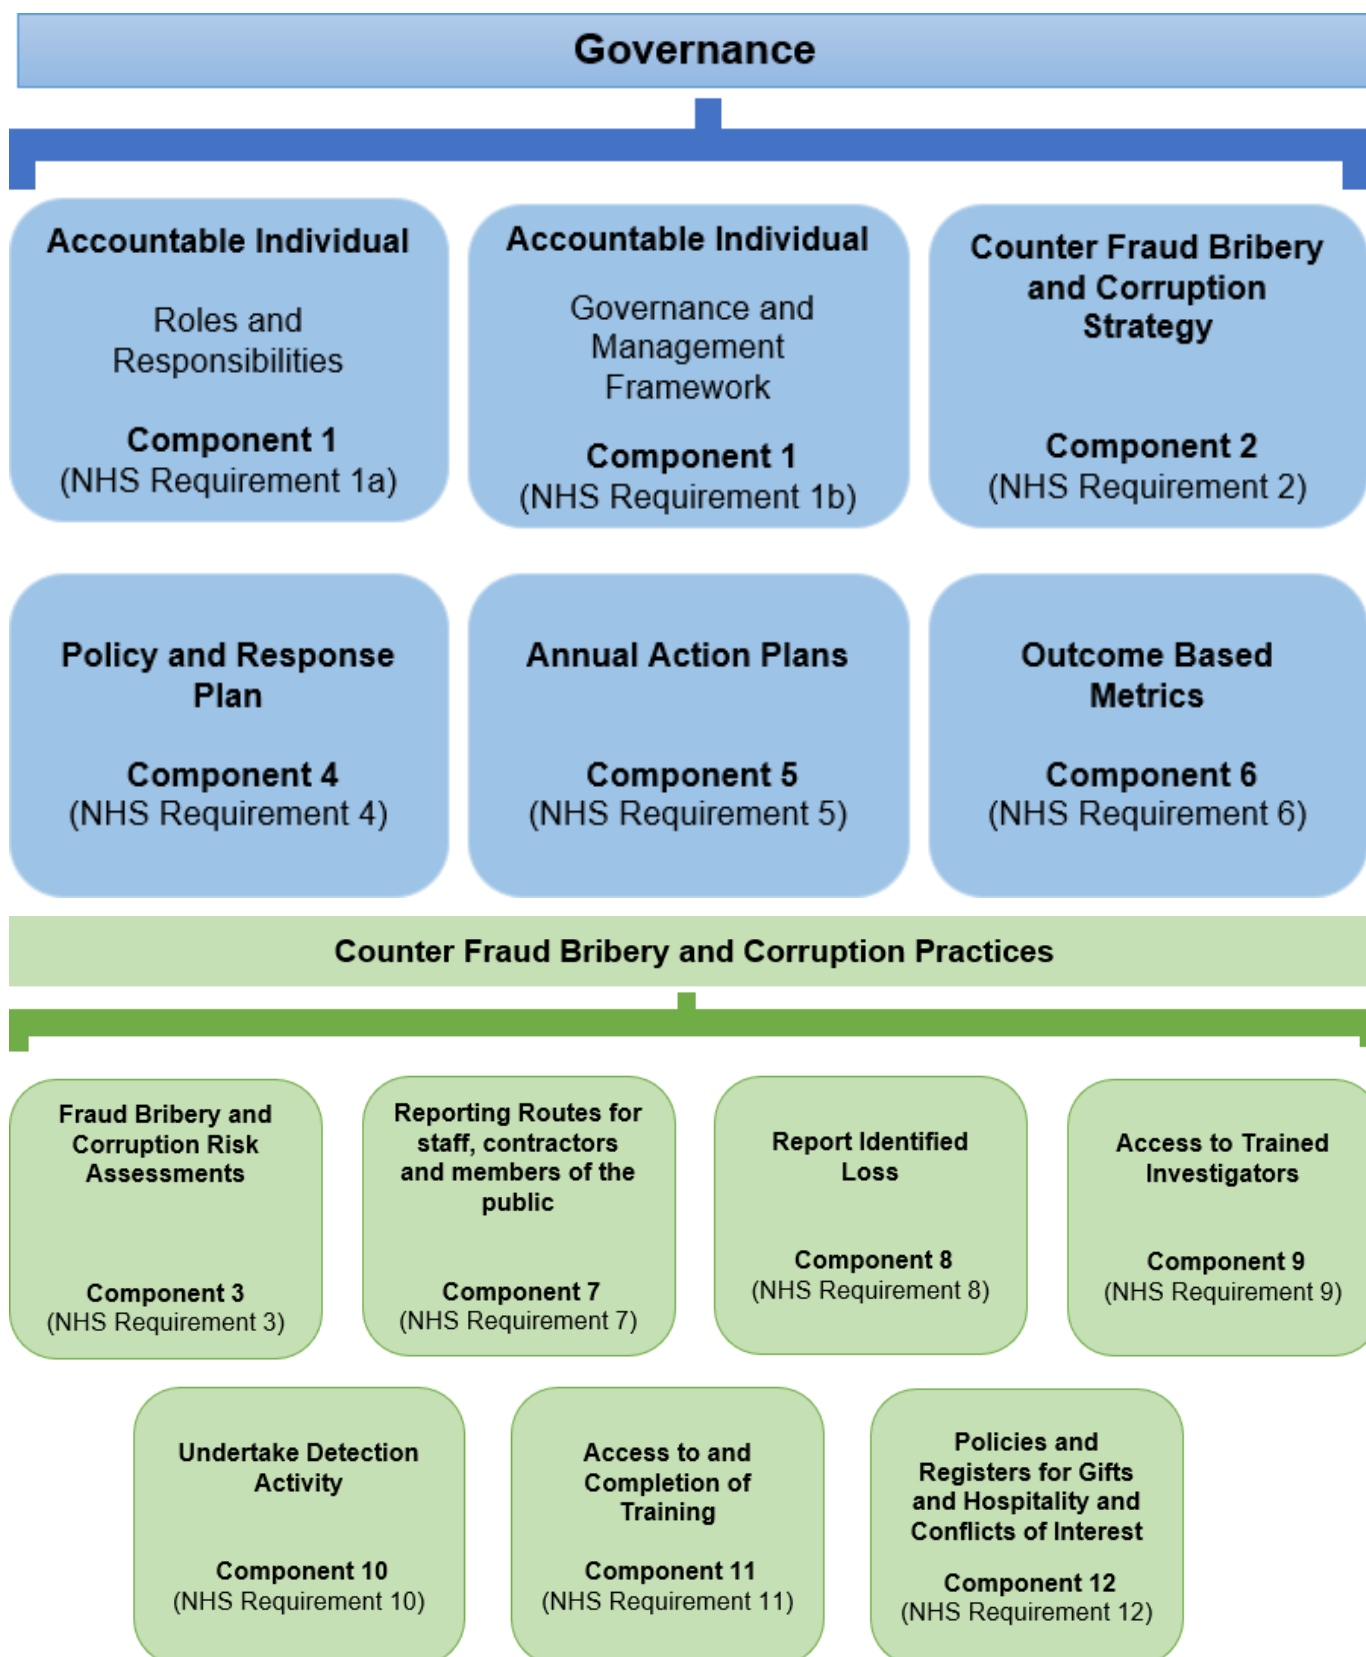 Governance
Accountable Individual
Roles and
Responsibilities
Component 1
(NHS Requirement 1a)
Accountable Individual
Governance and
Management
Framework
Component 1
(NHS Requirement 1b)
Counter Fraud Bribery
and Corruption
Strategy
Component 2
(NHS Requirement 2)
Policy and Response
Plan
Component 4
(NHS Requirement 4)
Annual Action Plans
Component 5
(NHS Requirement 5)
Outcome Based
Metrics
Component 6
(NHS Requirement 6)
Counter Fraud Bribery and Corruption Practices
Fraud Bribery and
Corruption Risk
Assessments
Component 3
(NHS Requirement 3)
Reporting Routes for
staff, contractors
and members of the
public
Component 7
(NHS Requirement 7)
Report Identified
Loss
Component 8
(NHS Requirement 8)
Access to Trained
Investigators
Component 9
(NHS Requirement 9)
Undertake Detection
Activity
Component 10
(NHS Requirement 10)
Access to and
Completion of
Training
Component 11
(NHS Requirement 11)
Policies and
Registers for Gifts
and Hospitality and
Conflicts of Interest
Component 12
(NHS Requirement 12)